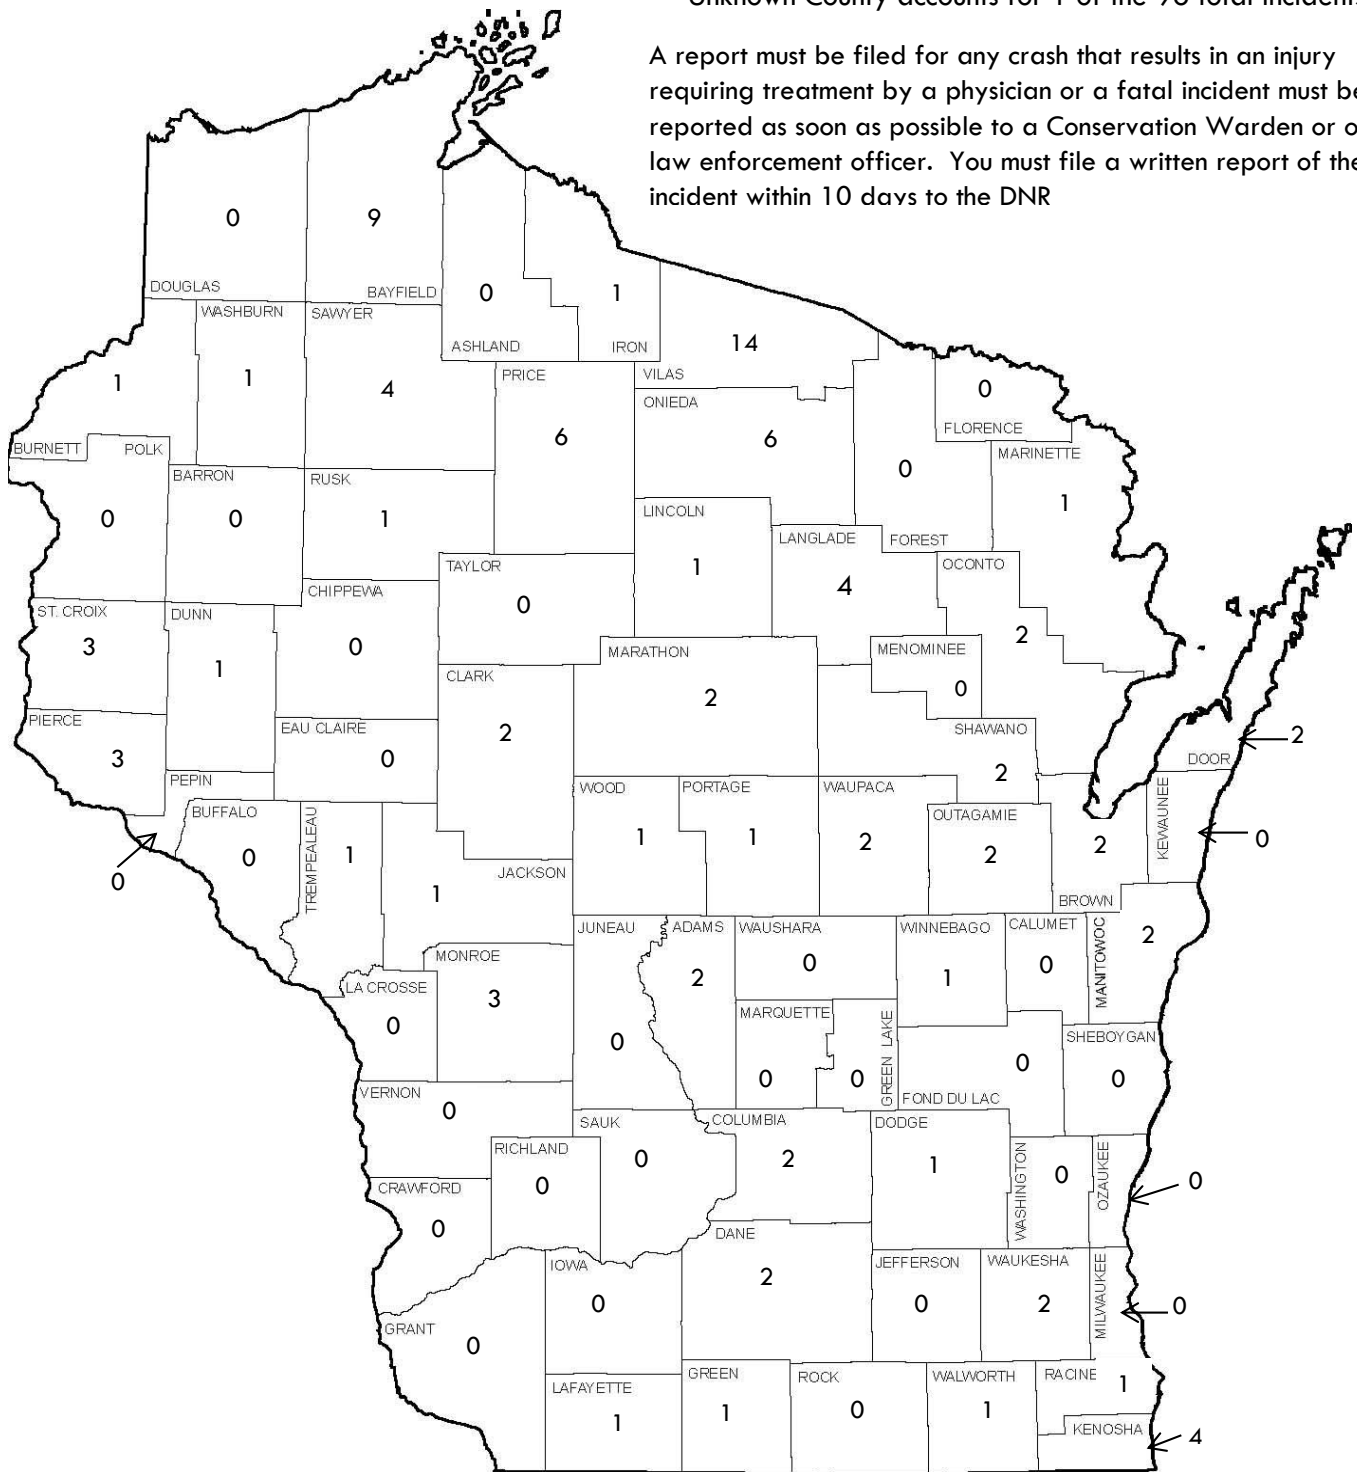 Unknown County accounts for 1 of the 98 total incidents
A report must be filed for any crash that results in an injury
requiring treatment by a physician or a fatal incident must be
reported as soon as possible to a Conservation Warden or
law enforcement officer. You must file a written report of the
incident within 10 days to the DNR
0
9
DOUGLAS
BAYFIELD
0
1
ASHLAND
IRON
14
VILAS
WASHBURN
SAWYER
1
1
4
PRICE
6
ONIEDA
6
0
FLORENCE
BURNETT
POLK
0
BARRON
0
RUSK
1
LINCOLN
1
LANGLADE
4
0
FOREST
MARINETTE
1
OCONTO
2
TAYLOR
0
CHIPPEWA
0
ST. CROIX
3
DUNN
1
MARATHON
2
MENOMINEE
0
CLARK
2
SHAWANO
2
PIERCE
3
EAU CLAIRE
0
PEPIN
0
DOOR
2
BUFFALO
0
TREMPEALEAU
1
JACKSON
1
WOOD
1
PORTAGE
1
WAUPACA
2
OUTAGAMIE
2
BROWN
2
KEWAUNEE
0
JUNEAU
0
ADAMS
2
WAUSHARA
0
WINNEBAGO
1
CALUMET
0
MANITOWOC
2
MONROE
3
LA CROSSE
0
MARQUETTE
0
GREEN LAKE
0
FOND DU LAC
0
SHEBOYGAN
0
VERNON
0
SAUK
0
COLUMBIA
2
DODGE
1
WASHINGTON
0
OZAUKEE
0
RICHLAND
0
CRAWFORD
0
DANE
2
IOWA
0
JEFFERSON
0
WAUKESHA
2
MILWAUKEE
0
GRANT
0
LAFAYETTE
1
GREEN
1
ROCK
0
WALWORTH
1
RACINE
1
KENOSHA
4